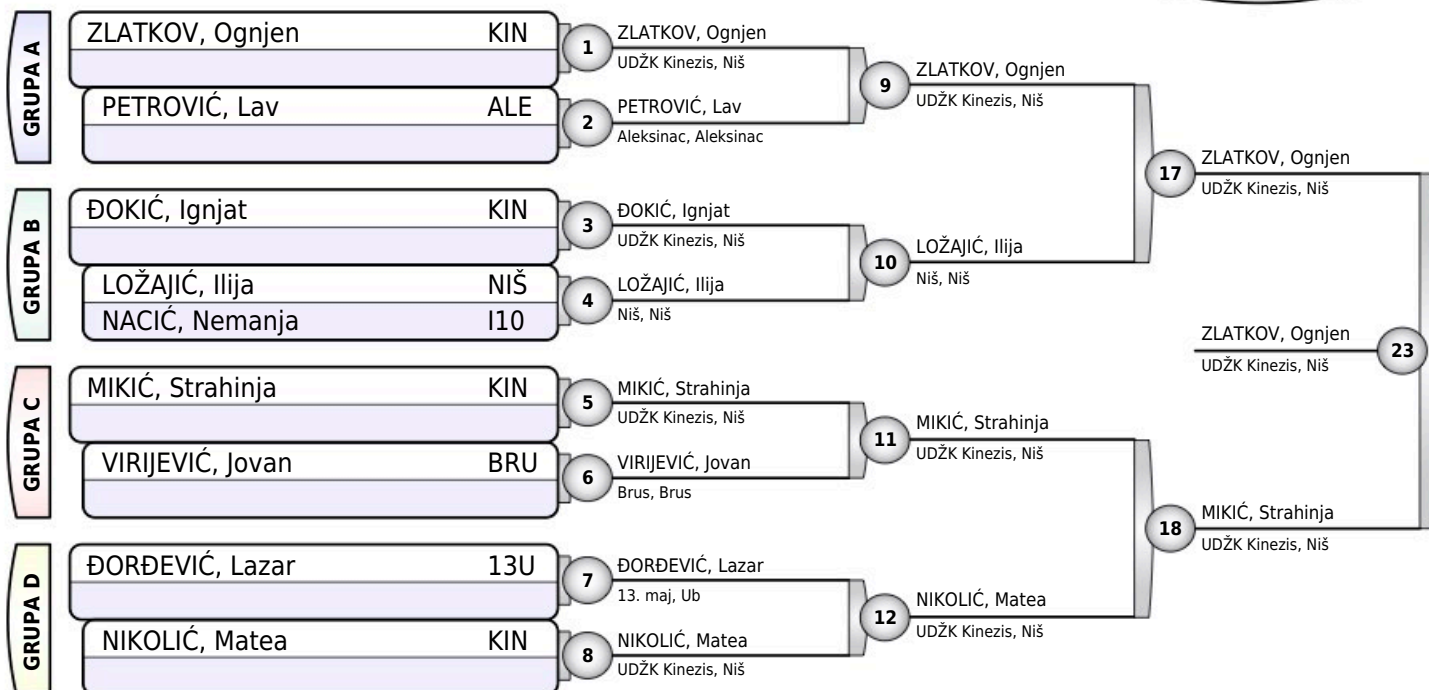 GRUPA A
ZLATKOV, Ognjen KIN
PETROVIĆ, Lav ALE
1
ZLATKOV, Ognjen
UDŽK Kinezis, Niš
2
PETROVIĆ, Lav
Aleksinac, Aleksinac
9
ZLATKOV, Ognjen
UDŽK Kinezis, Niš
GRUPA B
ĐOKIĆ, Ignjat KIN
LOŽAJIĆ, Ilija NIŠ
NACIĆ, Nemanja I10
3
ĐOKIĆ, Ignjat
UDŽK Kinezis, Niš
4
LOŽAJIĆ, Ilija
Niš, Niš
10
LOŽAJIĆ, Ilija
Niš, Niš
17
ZLATKOV, Ognjen
UDŽK Kinezis, Niš
GRUPA C
MIKIĆ, Strahinja KIN
VIRIJEVIĆ, Jovan BRU
5
MIKIĆ, Strahinja
UDŽK Kinezis, Niš
6
VIRIJEVIĆ, Jovan
Brus, Brus
11
MIKIĆ, Strahinja
UDŽK Kinezis, Niš
GRUPA D
ĐORĐEVIĆ, Lazar 13U
NIKOLIĆ, Matea KIN
7
ĐORĐEVIĆ, Lazar
13. maj, Ub
8
NIKOLIĆ, Matea
UDŽK Kinezis, Niš
12
NIKOLIĆ, Matea
UDŽK Kinezis, Niš
18
MIKIĆ, Strahinja
UDŽK Kinezis, Niš
ZLATKOV, Ognjen
UDŽK Kinezis, Niš
23